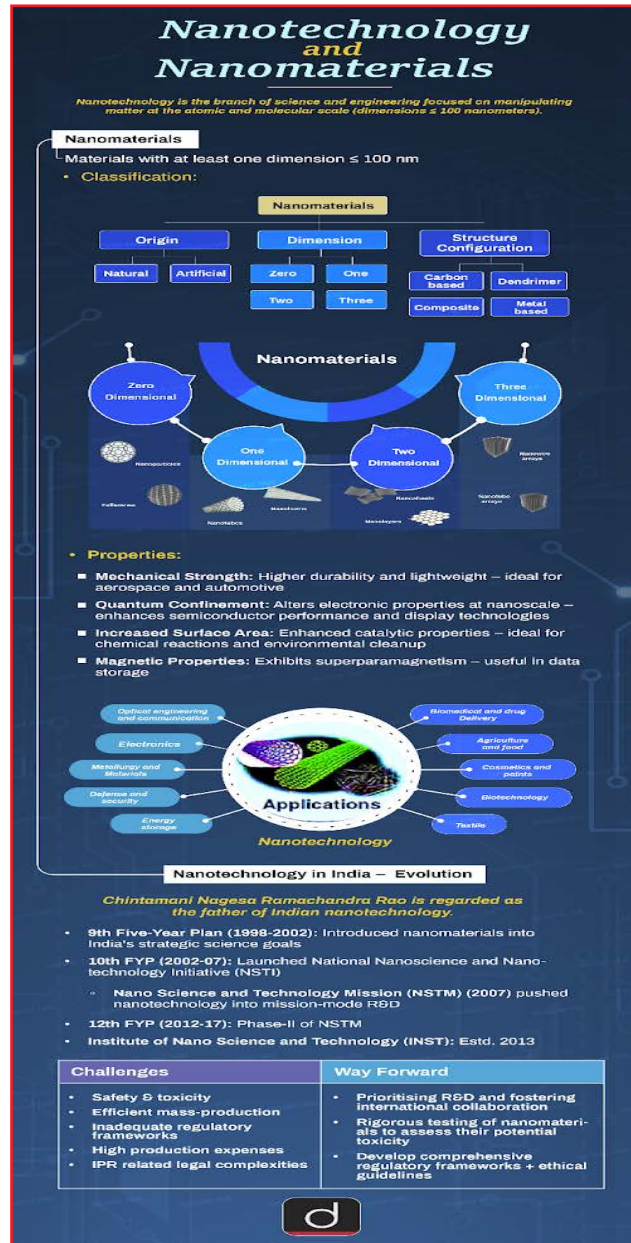 Nanotechnology
and
Nanomaterials
Nanotechnology is the branch of science and engineering focused on manipulating
matter at the atomic and molecular scale (dimensions ≤ 100 nanometers).
Nanomaterials
Materials with at least one dimension ≤ 100 nm
• Classification:
Nanomaterials
Origin
Dimension
Structure
Configuration
Natural
Artificial
Zero
One
Carbon
based
Dendrimer
Two
Three
Composite
Metal
based
Nanomaterials
Zero
Dimensional
Three
Dimensional
One
Dimensional
Two
Dimensional
Nanoparticles
Nanowire
arrays
Fullerenes
Nanotubes
Nanohorns
Nanosheets
Nanolayers
Nanotube
arrays
• Properties:
■ Mechanical Strength: Higher durability and lightweight – ideal for
aerospace and automotive
■ Quantum Confinement: Alters electronic properties at nanoscale –
enhances semiconductor performance and display technologies
■ Increased Surface Area: Enhanced catalytic properties – ideal for
chemical reactions and environmental cleanup
■ Magnetic Properties: Exhibits superparamagnetism – useful in data
storage
Optical engineering
and communication
Biomedical and drug
Delivery
Electronics
Agriculture
and food
Metallurgy and
Materials
Cosmetics and
paints
Defense and
security
Biotechnology
Energy
storage
Textile
Applications
Nanotechnology
Nanotechnology in India – Evolution
Chintamani Nagesa Ramachandra Rao is regarded as
the father of Indian nanotechnology.
• 9th Five-Year Plan (1998-2002): Introduced nanomaterials into
India's strategic science goals
• 10th FYP (2002-07): Launched National Nanoscience and Nano-
technology Initiative (NSTI)
◦ Nano Science and Technology Mission (NSTM) (2007) pushed
nanotechnology into mission-mode R&D
• 12th FYP (2012-17): Phase-II of NSTM
• Institute of Nano Science and Technology (INST): Estd. 2013
Challenges
• Safety & toxicity
• Efficient mass-production
• Inadequate regulatory
frameworks
• High production expenses
• IPR related legal complexities
Way Forward
• Prioritising R&D and fostering
international collaboration
• Rigorous testing of nanomateri-
als to assess their potential
toxicity
• Develop comprehensive
regulatory frameworks + ethical
guidelines
d